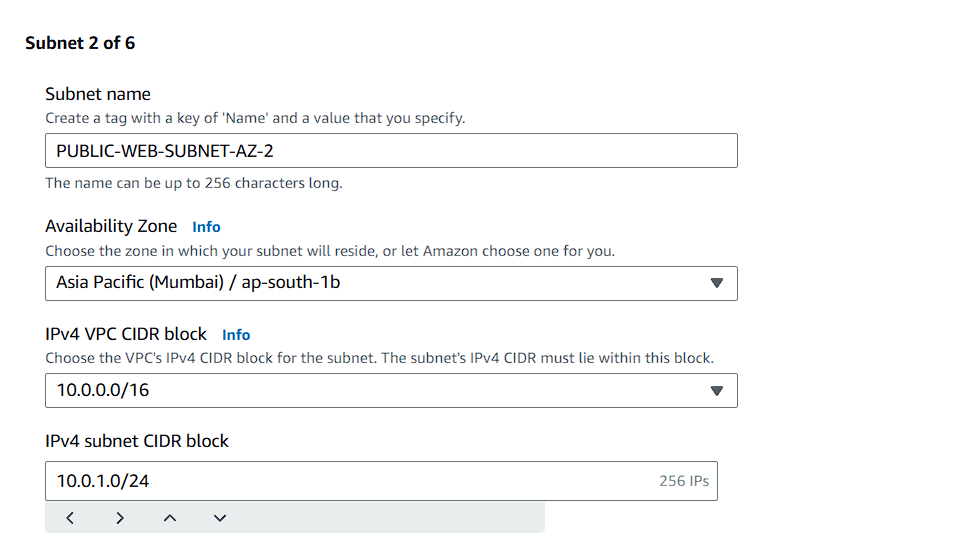 Subnet 2 of 6
Subnet name
Create a tag with a key of 'Name' and a value that you specify.
PUBLIC-WEB-SUBNET-AZ-2
The name can be up to 256 characters long.
Availability Zone Info
Choose the zone in which your subnet will reside, or let Amazon choose one for you.
Asia Pacific (Mumbai) / ap-south-1b
IPv4 VPC CIDR block Info
Choose the VPC's IPv4 CIDR block for the subnet. The subnet's IPv4 CIDR must lie within this block.
10.0.0.0/16
IPv4 subnet CIDR block
10.0.1.0/24 256 IPs